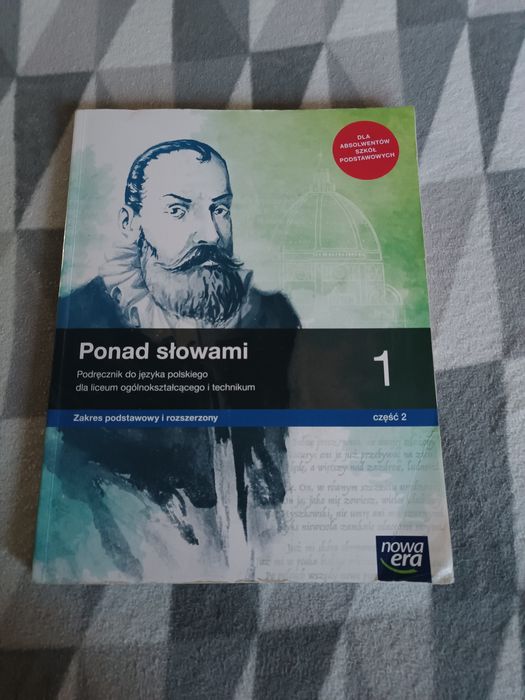 DLA
ABSOLWENTÓW
SZKÓŁ
PODSTAWOWYCH
Ponad słowami
1
Podręcznik do języka polskiego
dla liceum ogólnokształcącego i technikum
Zakres podstawowy i rozszerzony
część 2
nowa
era